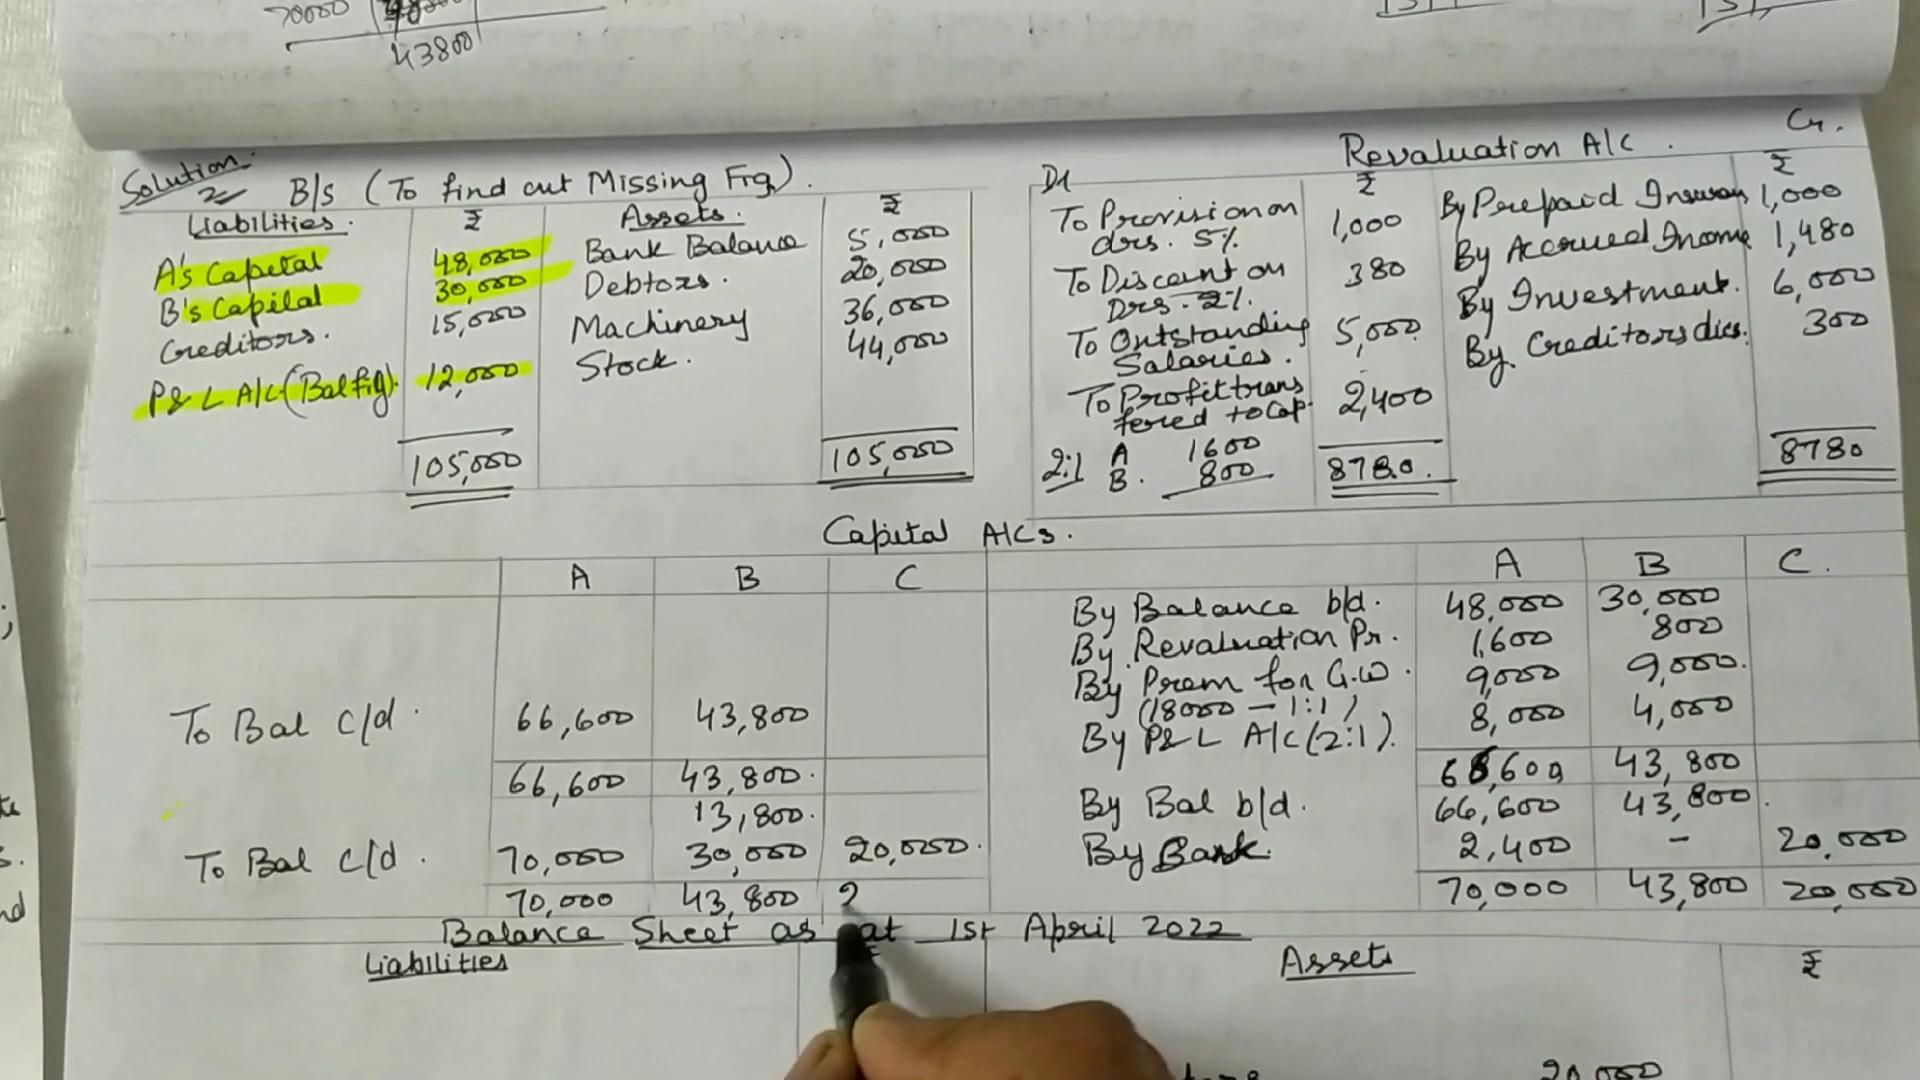 70000
43800
Solution:
2
B/s (To find out Missing Fig).
Liabilities. ₹ Assets. ₹
A's Capital 48,000 Bank Balance 5,000
B's Capital 30,000 Debtors. 20,000
Creditors. 15,000 Machinery 36,000
P&L A/c (Balfig). 12,000 Stock. 44,000
105,000 105,000
Revaluation A/c.
Dr Cr.
₹ ₹
To Provision on drs. 5% 1,000 By Prepaid 1,000
To Discount on Drs. 2% 380 By Accrued Income 1,480
To Outstanding Salaries. 5,000 By Investment. 6,000
To Profit trans fered to Cap. 2,400 By Creditors 300
2:1 A 1600
B. 800 8780. 8780
Capital A/Cs.
A B C A B C.
By Balance b/d. 48,000 30,000
By Revaluation Pr. 1,600 800
By Prem for G.W. 9,000 9,000.
(18000 - 1:1)
By P&L A/c (2:1). 8,000 4,000
To Bal c/d. 66,600 43,800
66,600 43,800. 43,800
13,800. By Bal b/d. 66,600 43,800.
To Bal c/d. 70,000 30,000 20,000. By Bank. 2,400 - 20,000
70,000 43,800 2 70,000 43,800 20,000
Balance Sheet as at 1st April 2022
Liabilities Assets ₹
20,000